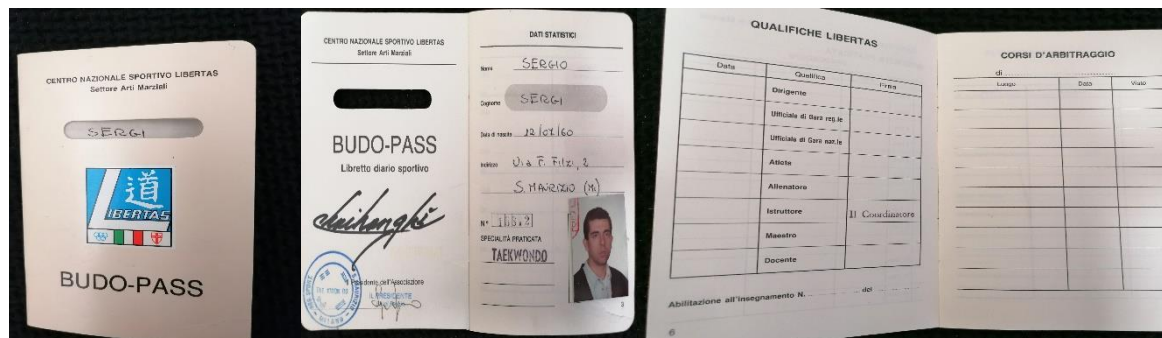 CENTRO NAZIONALE SPORTIVO LIBERTAS
Settore Arti Marziali
SERGI
道
LIBERTAS
BUDO-PASS
CENTRO NAZIONALE SPORTIVO LIBERTAS
Settore Arti Marziali
BUDO-PASS
Libretto diario sportivo
Presidente dell'Associazione
IL PRESIDENTE
DATI STATISTICI
Nome SERGIO
Cognome SERGI
Data di nascita
Indirizzo Via F. Filzi, 2
S. MAURIZIO (Mi)
N°
SPECIALITÀ PRATICATA
TAEKWONDO
3
QUALIFICHE LIBERTAS
Data Qualifica Firma
Dirigente
Ufficiale di Gara reg.le
Ufficiale di Gara naz.le
Atleta
Allenatore
Istruttore Il Coordinatore
Maestro
Docente
Abilitazione all'insegnamento N. del
6
CORSI D'ARBITRAGGIO
di
Luogo Data Visto